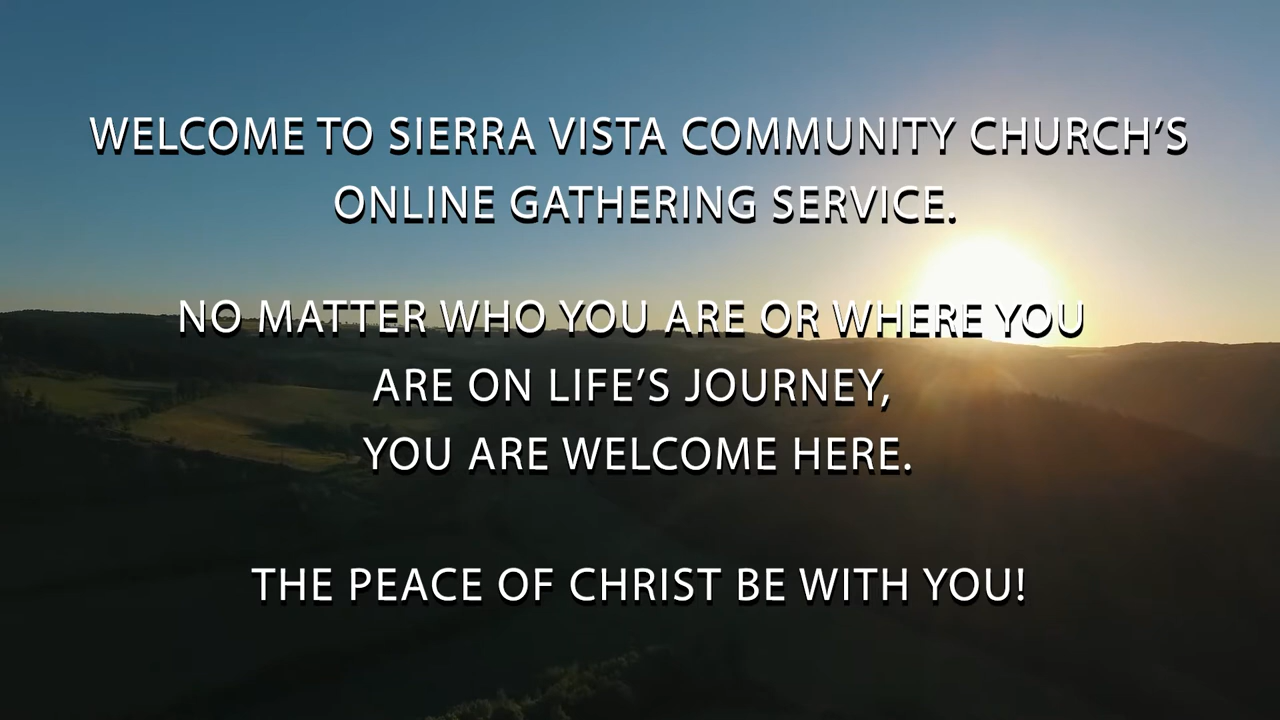 WELCOME TO SIERRA VISTA COMMUNITY CHURCH’S
ONLINE GATHERING SERVICE.
NO MATTER WHO YOU ARE OR WHERE YOU
ARE ON LIFE’S JOURNEY,
YOU ARE WELCOME HERE.
THE PEACE OF CHRIST BE WITH YOU!